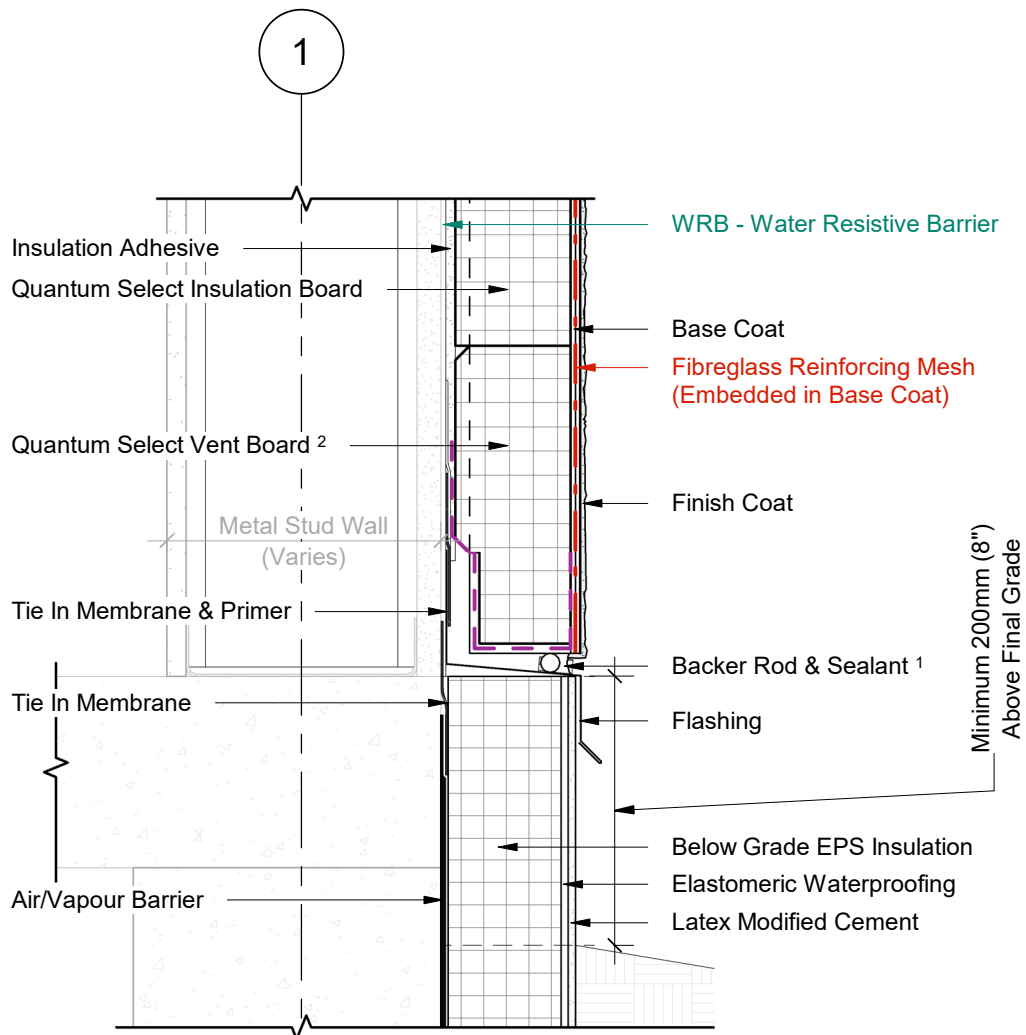 1
WRB - Water Resistive Barrier
Insulation Adhesive
Quantum Select Insulation Board
Base Coat
Fibreglass Reinforcing Mesh
(Embedded in Base Coat)
Quantum Select Vent Board ²
Finish Coat
Metal Stud Wall
(Varies)
Minimum 200mm (8")
Above Final Grade
Tie In Membrane & Primer
Backer Rod & Sealant ¹
Tie In Membrane
Flashing
Below Grade EPS Insulation
Elastomeric Waterproofing
Air/Vapour Barrier
Latex Modified Cement